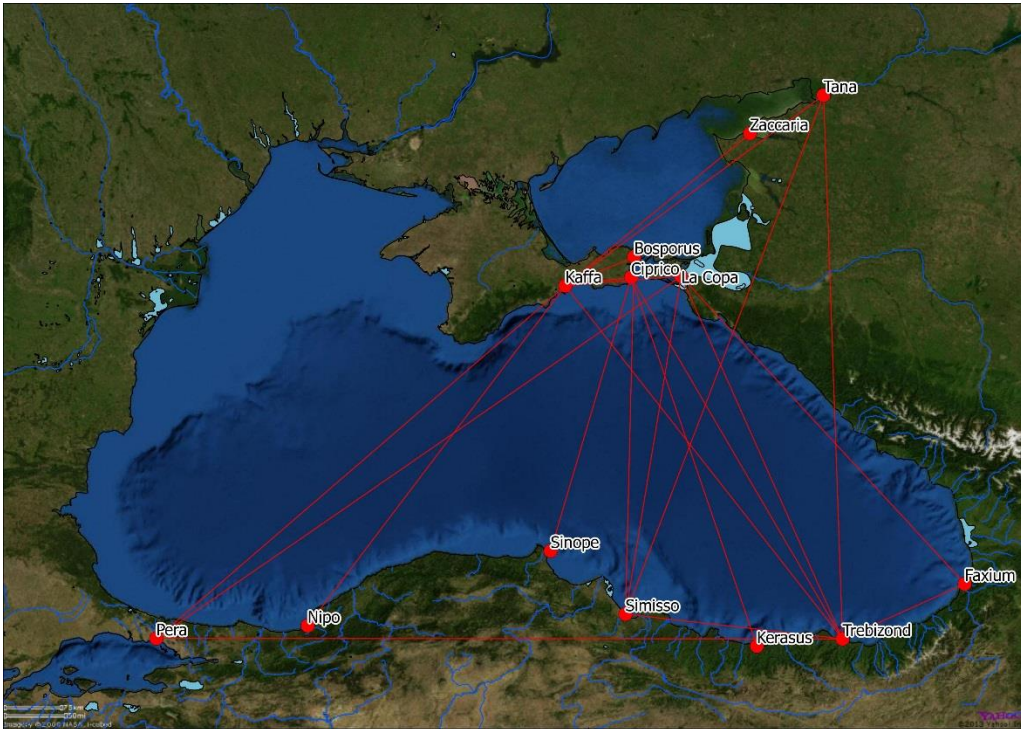 Tana
Zaccaria
Bosporus
Kaffa
Ciprico
La Copa
Sinope
Faxium
Simisso
Nipo
Pera
Trebizond
Kerasus